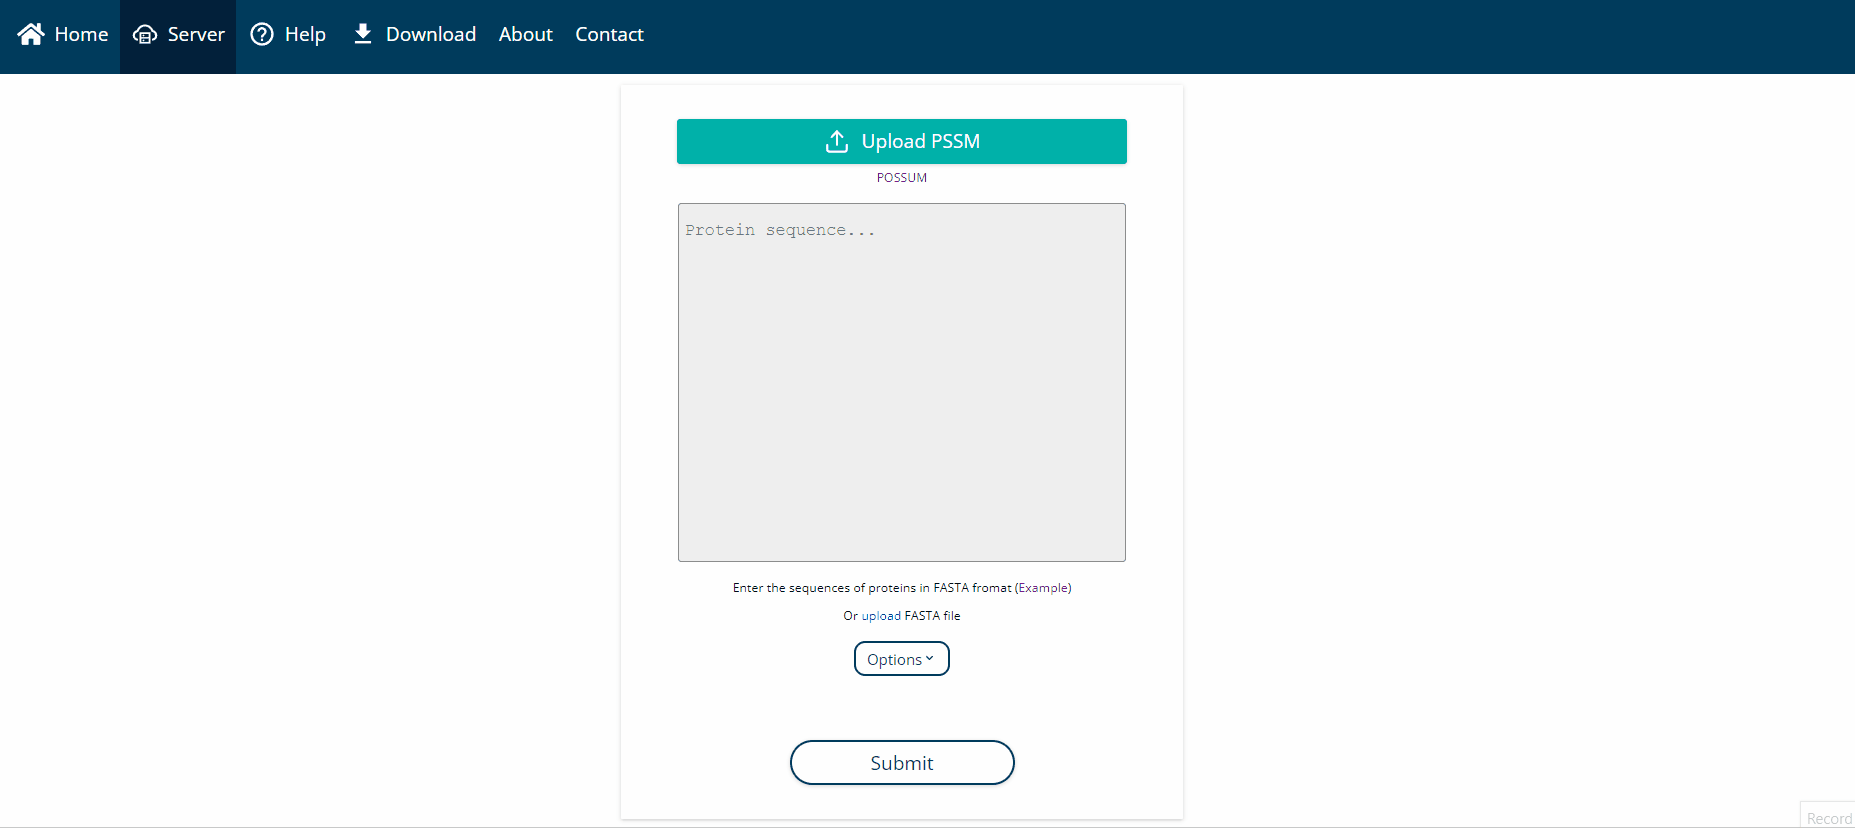 Home Server Help Download About Contact
Upload PSSM
POSSUM
Protein sequence...
Enter the sequences of proteins in FASTA fromat (Example)
Or upload FASTA file
Options
Submit
Record